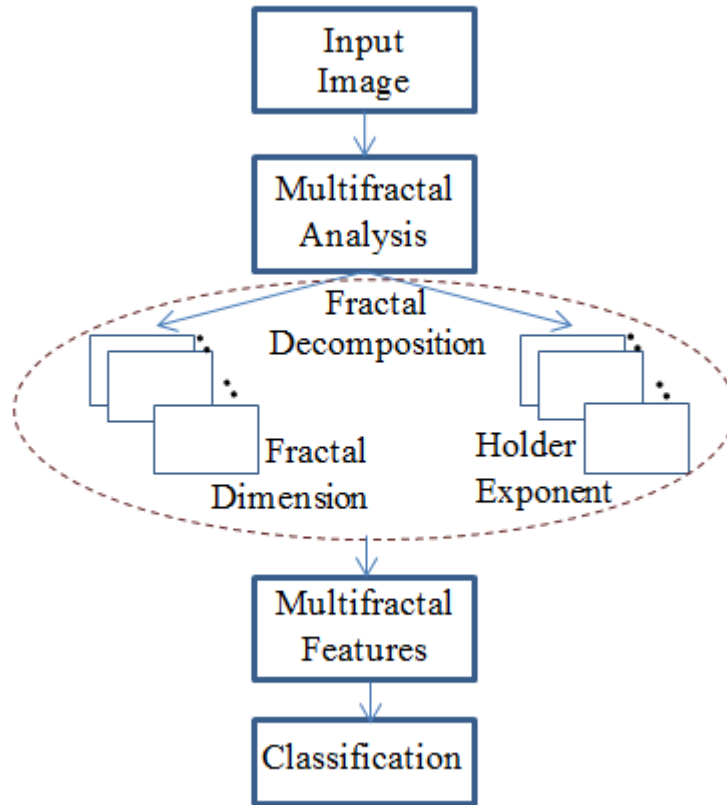 Input
Image
Multifractal
Analysis
Fractal
Decomposition
Fractal
Dimension
Holder
Exponent
Multifractal
Features
Classification